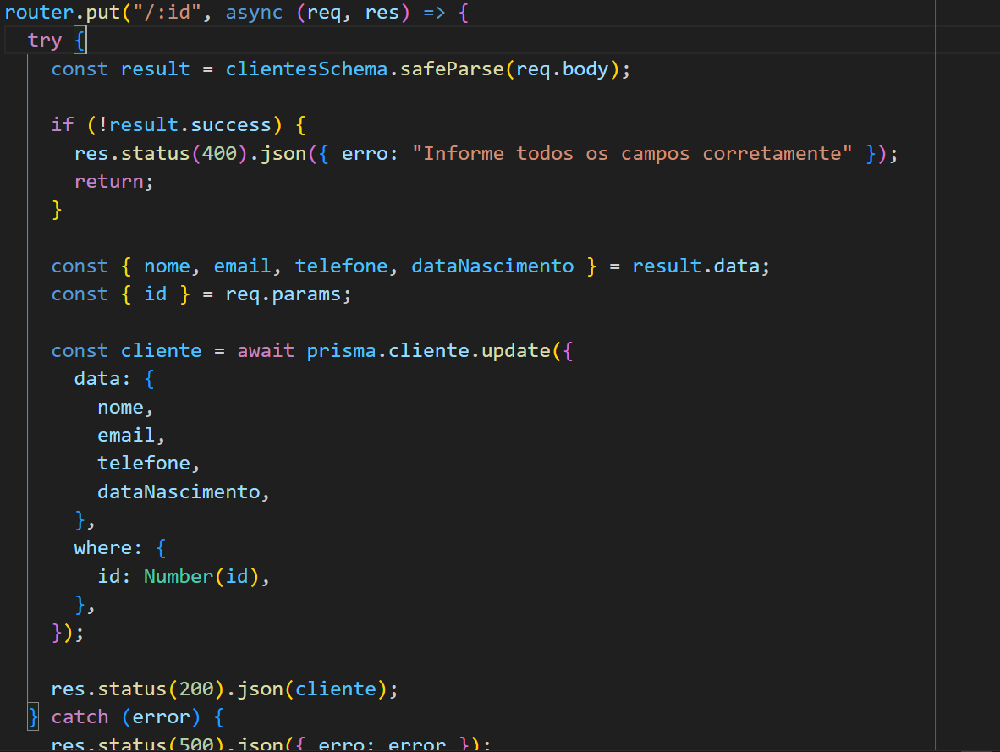 router.put("/:id", async (req, res) => {
  try {
    const result = clientesSchema.safeParse(req.body);

    if (!result.success) {
      res.status(400).json({ erro: "Informe todos os campos corretamente" });
      return;
    }

    const { nome, email, telefone, dataNascimento } = result.data;
    const { id } = req.params;

    const cliente = await prisma.cliente.update({
      data: {
        nome,
        email,
        telefone,
        dataNascimento,
      },
      where: {
        id: Number(id),
      },
    });

    res.status(200).json(cliente);
  } catch (error) {
    res.status(500).json({ erro: error });